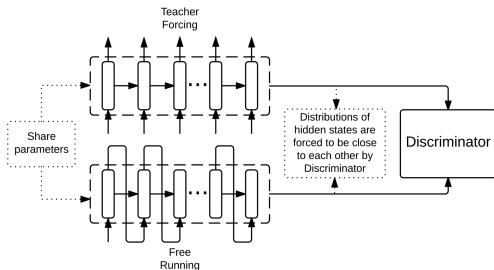 Teacher
Forcing
Share
parameters
Distributions of
hidden states are
forced to be close
to each other by
Discriminator
Discriminator
Free
Running